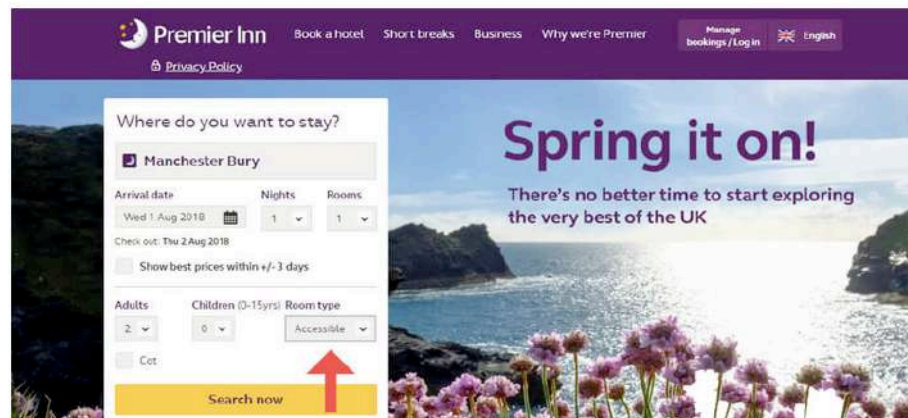 Premier Inn
Book a hotel Short breaks Business Why we're Premier
Manage bookings / Log in
English
Privacy Policy
Where do you want to stay?
Manchester Bury
Arrival date Nights Rooms
Wed 1 Aug 2018 1 1
Check out: Thu 2 Aug 2018
Show best prices within +/- 3 days
Adults Children (0-15yrs) Room type
2 0 Accessible
Cot
Search now
Spring it on!
There's no better time to start exploring
the very best of the UK